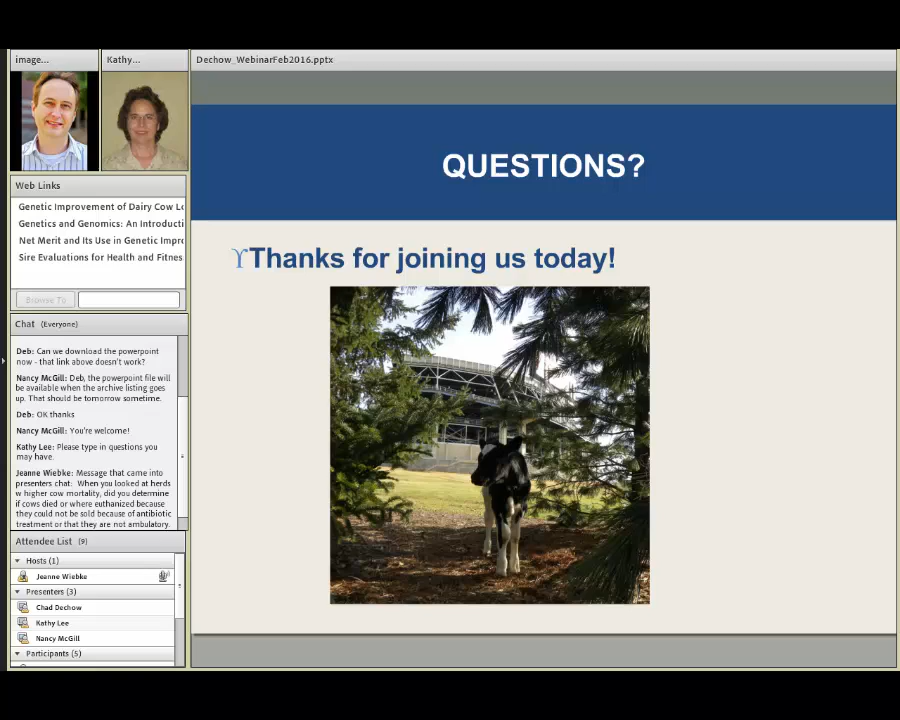 image...
Kathy...
Dechow_WebinarFeb2016.pptx
Web Links
Genetic Improvement of Dairy Cow Lo
Genetics and Genomics: An Introducti
Net Merit and Its Use in Genetic Impro
Sire Evaluations for Health and Fitnes
Browse To
Chat (Everyone)
Deb: Can we download the powerpoint
now - that link above doesn't work?
Nancy McGill: Deb, the powerpoint file will
be available when the archive listing goes
up. That should be tomorrow sometime.
Deb: OK thanks
Nancy McGill: You're welcome!
Kathy Lee: Please type in questions you
may have.
Jeanne Wiebke: Message that came into
presenters chat: When you looked at herds
w higher cow mortality, did you determine
if cows died or where euthanized because
they could not be sold because of antibiotic
treatment or that they are not ambulatory.
Attendee List (9)
Hosts (1)
Jeanne Wiebke
Presenters (3)
Chad Dechow
Kathy Lee
Nancy McGill
Participants (5)
QUESTIONS?
Thanks for joining us today!